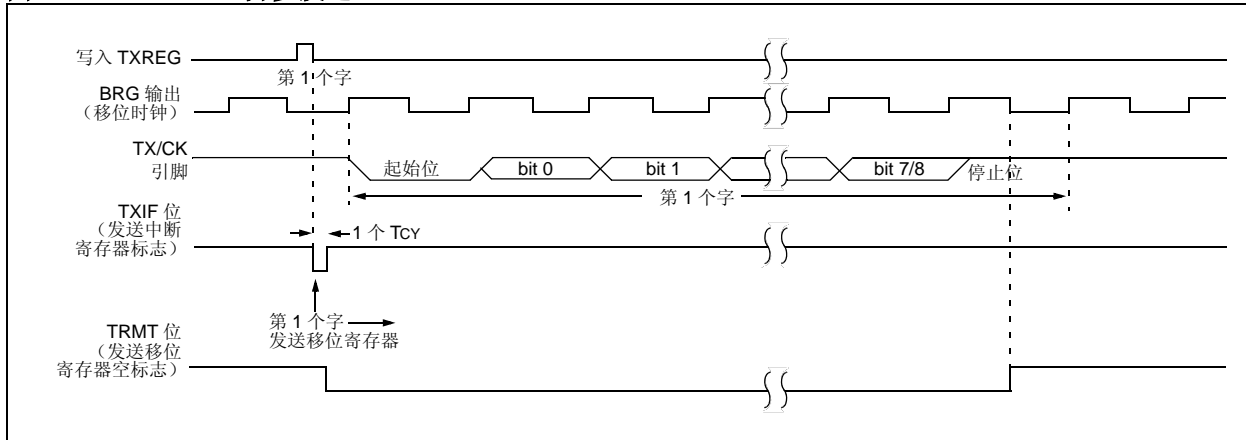 写入 TXREG
第 1 个字
BRG 输出
（移位时钟）
TX/CK
引脚
起始位
bit 0
bit 1
bit 7/8
停止位
第 1 个字
TXIF 位
（发送中断
寄存器标志）
1 个 TCY
第 1 个字
发送移位寄存器
TRMT 位
（发送移位
寄存器空标志）